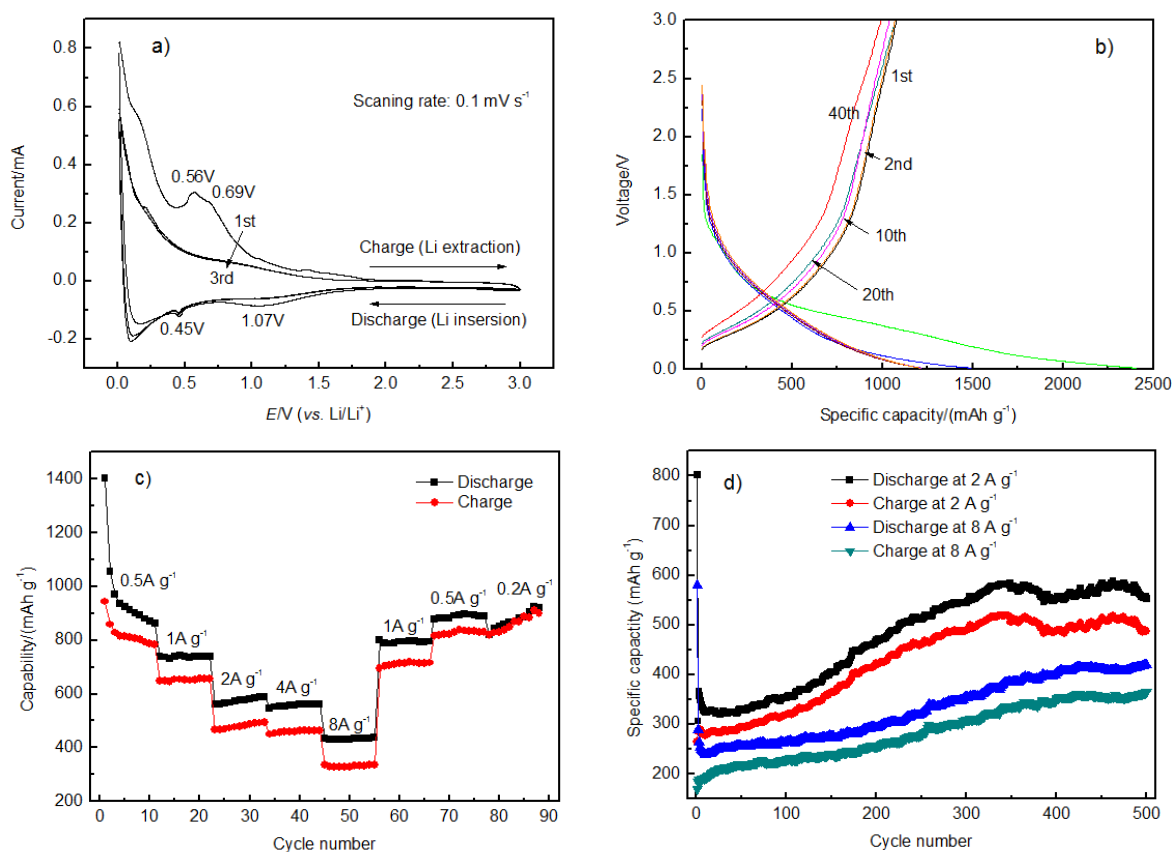 a)
Scaning rate: 0.1 mV s⁻¹
0.56V
0.69V
1st
3rd
Charge (Li extraction)
Discharge (Li insersion)
0.45V
1.07V
Current/mA
0.8
0.6
0.4
0.2
0.0
-0.2
0.0 0.5 1.0 1.5 2.0 2.5 3.0
E/V (vs. Li/Li⁺)
b)
1st
40th
2nd
10th
20th
Voltage/V
3.0
2.5
2.0
1.5
1.0
0.5
0.0
0 500 1000 1500 2000 2500
Specific capacity/(mAh g⁻¹)
c)
Discharge
Charge
0.5A g⁻¹
1A g⁻¹
2A g⁻¹
4A g⁻¹
8A g⁻¹
1A g⁻¹
0.5A g⁻¹
0.2A g⁻¹
Capability/(mAh g⁻¹)
1400
1200
1000
800
600
400
200
0 10 20 30 40 50 60 70 80 90
Cycle number
d)
Discharge at 2 A g⁻¹
Charge at 2 A g⁻¹
Discharge at 8 A g⁻¹
Charge at 8 A g⁻¹
Specific capacity (mAh g⁻¹)
800
700
600
500
400
300
200
0 100 200 300 400 500
Cycle number